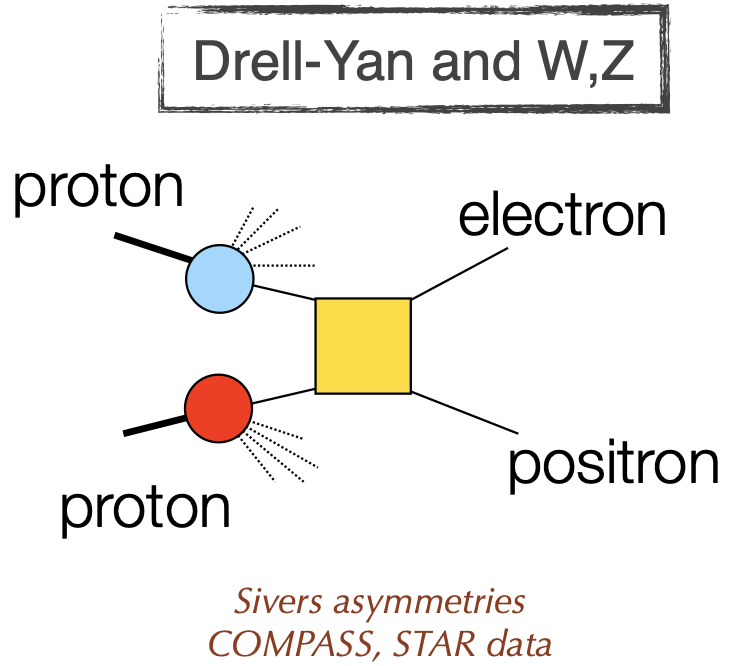 Drell-Yan and W,Z
proton
electron
positron
proton
Sivers asymmetries
COMPASS, STAR data